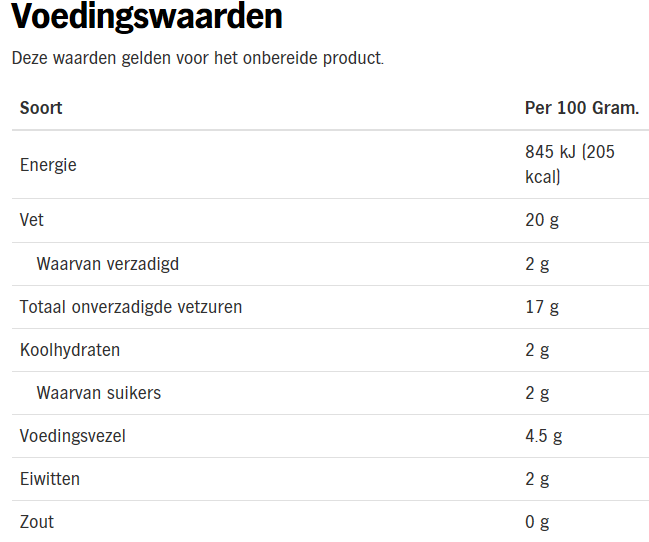 Voedingswaarden
Deze waarden gelden voor het onbereide product.
Soort Per 100 Gram.
Energie 845 kJ (205 kcal)
Vet 20 g
Waarvan verzadigd 2 g
Totaal onverzadigde vetzuren 17 g
Koolhydraten 2 g
Waarvan suikers 2 g
Voedingsvezel 4.5 g
Eiwitten 2 g
Zout 0 g